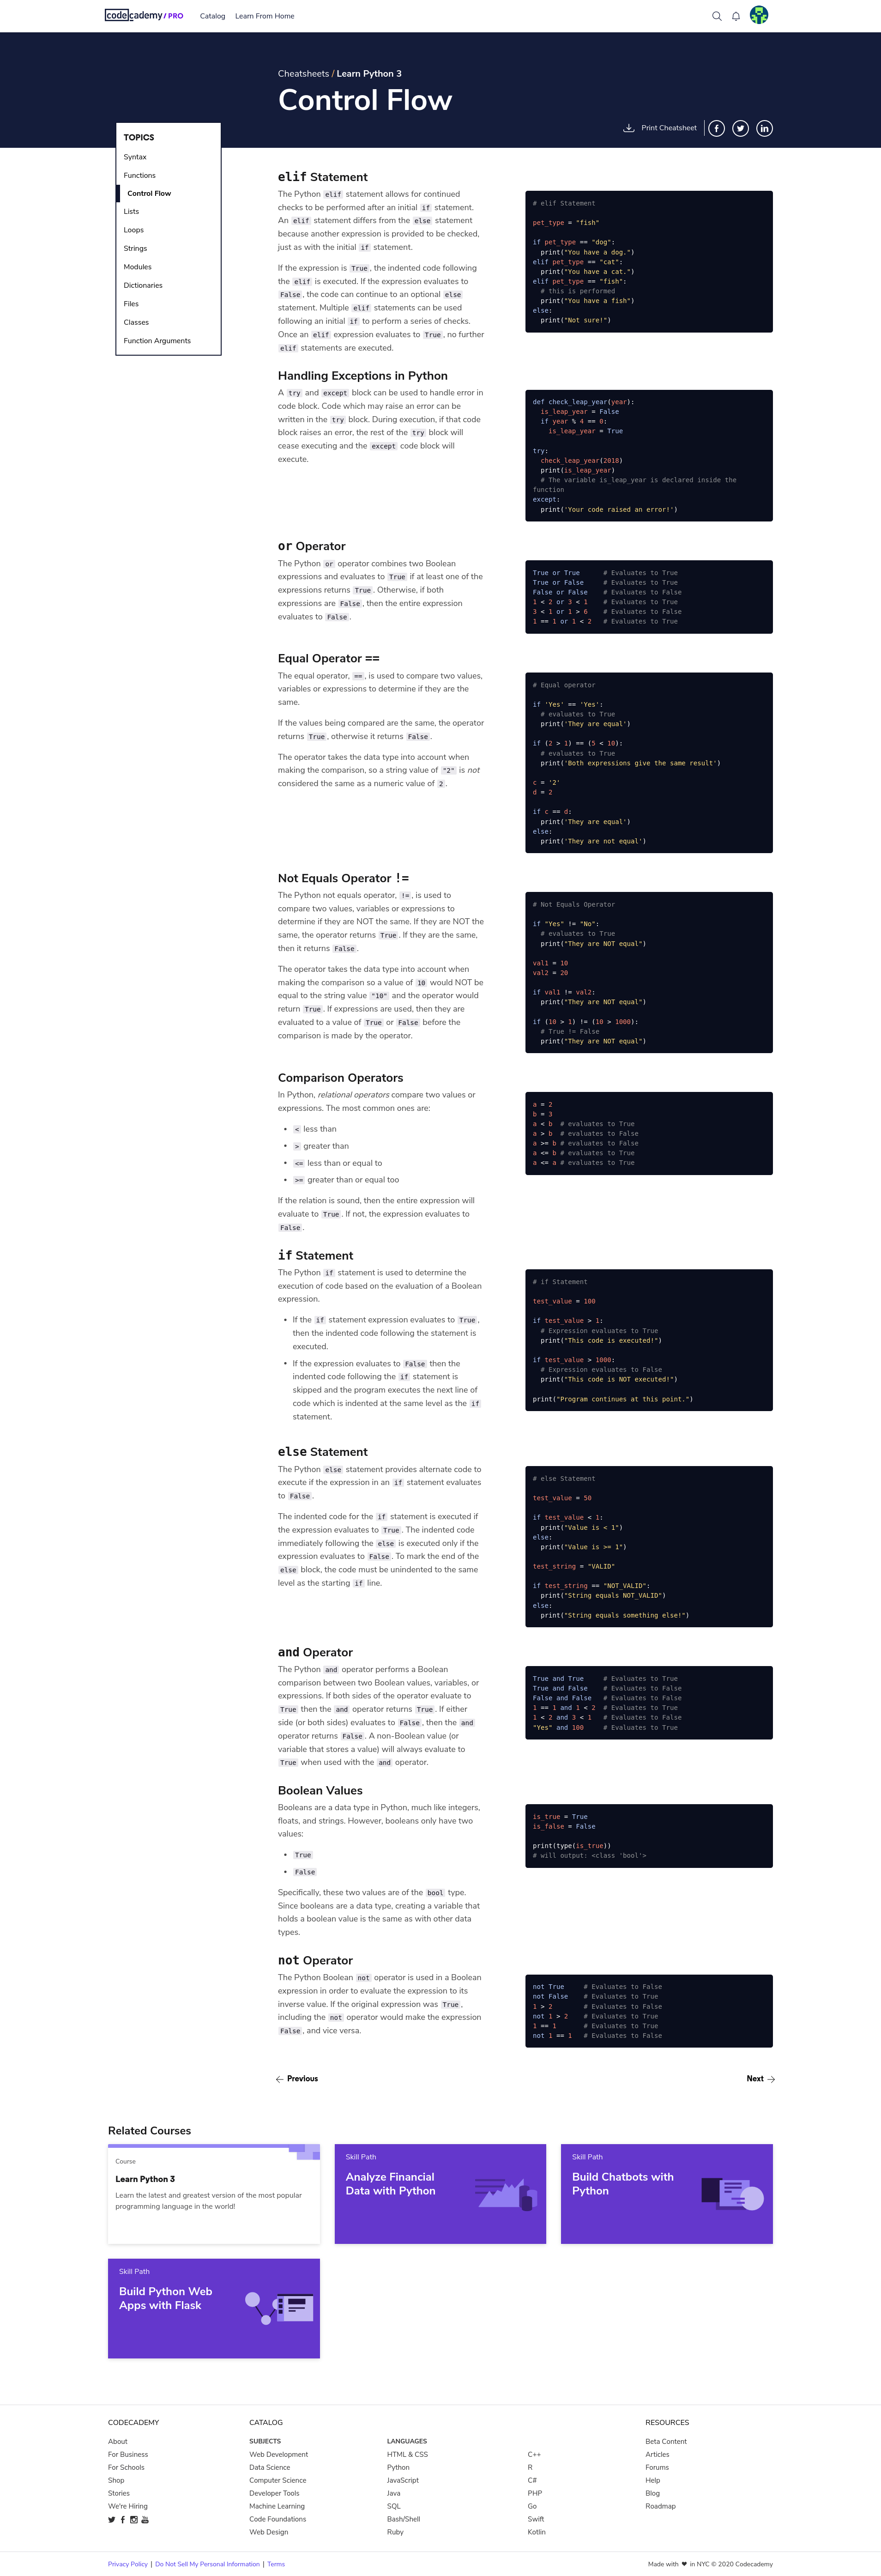 codecademy / PRO
Catalog
Learn From Home
Cheatsheets / Learn Python 3
Control Flow
Print Cheatsheet
TOPICS
Syntax
Functions
Control Flow
Lists
Loops
Strings
Modules
Dictionaries
Files
Classes
Function Arguments
elif Statement
The Python elif statement allows for continued
checks to be performed after an initial if statement.
An elif statement differs from the else statement
because another expression is provided to be checked,
just as with the initial if statement.
If the expression is True , the indented code following
the elif is executed. If the expression evaluates to
False , the code can continue to an optional else
statement. Multiple elif statements can be used
following an initial if to perform a series of checks.
Once an elif expression evaluates to True , no further
elif statements are executed.
# elif Statement
pet_type = "fish"
if pet_type == "dog":
print("You have a dog.")
elif pet_type == "cat":
print("You have a cat.")
elif pet_type == "fish":
# this is performed
print("You have a fish")
else:
print("Not sure!")
Handling Exceptions in Python
A try and except block can be used to handle error in
code block. Code which may raise an error can be
written in the try block. During execution, if that code
block raises an error, the rest of the try block will
cease executing and the except code block will
execute.
def check_leap_year(year):
is_leap_year = False
if year % 4 == 0:
is_leap_year = True
try:
check_leap_year(2018)
print(is_leap_year)
# The variable is_leap_year is declared inside the
function
except:
print('Your code raised an error!')
or Operator
The Python or operator combines two Boolean
expressions and evaluates to True if at least one of the
expressions returns True . Otherwise, if both
expressions are False , then the entire expression
evaluates to False .
True or True # Evaluates to True
True or False # Evaluates to True
False or False # Evaluates to False
1 < 2 or 3 < 1 # Evaluates to True
3 < 1 or 1 > 6 # Evaluates to False
1 == 1 or 1 < 2 # Evaluates to True
Equal Operator ==
The equal operator, == , is used to compare two values,
variables or expressions to determine if they are the
same.
If the values being compared are the same, the operator
returns True , otherwise it returns False .
The operator takes the data type into account when
making the comparison, so a string value of "2" is not
considered the same as a numeric value of 2 .
# Equal operator
if 'Yes' == 'Yes':
# evaluates to True
print('They are equal')
if (2 > 1) == (5 < 10):
# evaluates to True
print('Both expressions give the same result')
c = '2'
d = 2
if c == d:
print('They are equal')
else:
print('They are not equal')
Not Equals Operator !=
The Python not equals operator, != , is used to
compare two values, variables or expressions to
determine if they are NOT the same. If they are NOT the
same, the operator returns True . If they are the same,
then it returns False .
The operator takes the data type into account when
making the comparison so a value of 10 would NOT be
equal to the string value "10" and the operator would
return True . If expressions are used, then they are
evaluated to a value of True or False before the
comparison is made by the operator.
# Not Equals Operator
if "Yes" != "No":
# evaluates to True
print("They are NOT equal")
val1 = 10
val2 = 20
if val1 != val2:
print("They are NOT equal")
if (10 > 1) != (10 > 1000):
# True != False
print("They are NOT equal")
Comparison Operators
In Python, relational operators compare two values or
expressions. The most common ones are:
• < less than
• > greater than
• <= less than or equal to
• >= greater than or equal too
If the relation is sound, then the entire expression will
evaluate to True . If not, the expression evaluates to
False .
a = 2
b = 3
a < b # evaluates to True
a > b # evaluates to False
a >= b # evaluates to False
a <= b # evaluates to True
a <= a # evaluates to True
if Statement
The Python if statement is used to determine the
execution of code based on the evaluation of a Boolean
expression.
• If the if statement expression evaluates to True ,
then the indented code following the statement is
executed.
• If the expression evaluates to False then the
indented code following the if statement is
skipped and the program executes the next line of
code which is indented at the same level as the if
statement.
# if Statement
test_value = 100
if test_value > 1:
# Expression evaluates to True
print("This code is executed!")
if test_value > 1000:
# Expression evaluates to False
print("This code is NOT executed!")
print("Program continues at this point.")
else Statement
The Python else statement provides alternate code to
execute if the expression in an if statement evaluates
to False .
The indented code for the if statement is executed if
the expression evaluates to True . The indented code
immediately following the else is executed only if the
expression evaluates to False . To mark the end of the
else block, the code must be unindented to the same
level as the starting if line.
# else Statement
test_value = 50
if test_value < 1:
print("Value is < 1")
else:
print("Value is >= 1")
test_string = "VALID"
if test_string == "NOT_VALID":
print("String equals NOT_VALID")
else:
print("String equals something else!")
and Operator
The Python and operator performs a Boolean
comparison between two Boolean values, variables, or
expressions. If both sides of the operator evaluate to
True then the and operator returns True . If either
side (or both sides) evaluates to False , then the and
operator returns False . A non-Boolean value (or
variable that stores a value) will always evaluate to
True when used with the and operator.
True and True # Evaluates to True
True and False # Evaluates to False
False and False # Evaluates to False
1 == 1 and 1 < 2 # Evaluates to True
1 < 2 and 3 < 1 # Evaluates to False
"Yes" and 100 # Evaluates to True
Boolean Values
Booleans are a data type in Python, much like integers,
floats, and strings. However, booleans only have two
values:
• True
• False
Specifically, these two values are of the bool type.
Since booleans are a data type, creating a variable that
holds a boolean value is the same as with other data
types.
is_true = True
is_false = False
print(type(is_true))
# will output: <class 'bool'>
not Operator
The Python Boolean not operator is used in a Boolean
expression in order to evaluate the expression to its
inverse value. If the original expression was True ,
including the not operator would make the expression
False , and vice versa.
not True # Evaluates to False
not False # Evaluates to True
1 > 2 # Evaluates to False
not 1 > 2 # Evaluates to True
1 == 1 # Evaluates to True
not 1 == 1 # Evaluates to False
Previous
Next
Related Courses
Course
Learn Python 3
Learn the latest and greatest version of the most popular
programming language in the world!
Skill Path
Analyze Financial
Data with Python
Skill Path
Build Chatbots with
Python
Skill Path
Build Python Web
Apps with Flask
CODECADEMY
About
For Business
For Schools
Shop
Stories
We're Hiring
CATALOG
SUBJECTS
Web Development
Data Science
Computer Science
Developer Tools
Machine Learning
Code Foundations
Web Design
LANGUAGES
HTML & CSS
Python
JavaScript
Java
SQL
Bash/Shell
Ruby
C++
R
C#
PHP
Go
Swift
Kotlin
RESOURCES
Beta Content
Articles
Forums
Help
Blog
Roadmap
Privacy Policy | Do Not Sell My Personal Information | Terms
Made with ❤ in NYC © 2020 Codecademy